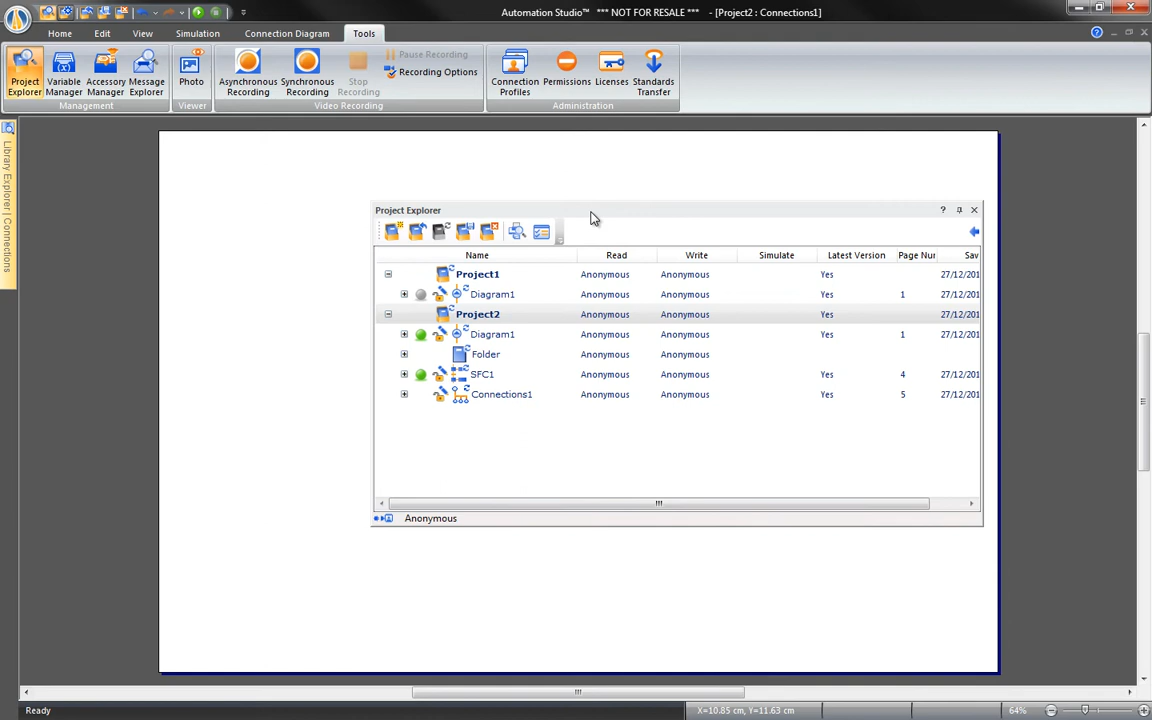 Automation Studio™ *** NOT FOR RESALE *** - [Project2 : Connections1]
Home Edit View Simulation Connection Diagram Tools
Project Explorer
Variable Manager
Accessory Manager
Message Explorer
Management
Photo
Viewer
Asynchronous Recording
Synchronous Recording
Stop Recording
Pause Recording
Recording Options
Video Recording
Connection Profiles
Permissions
Licenses
Standards Transfer
Administration
Library Explorer | Connections
Project Explorer
Name Read Write Simulate Latest Version Page Nur Sav
Project1 Anonymous Anonymous Yes 27/12/201
Diagram1 Anonymous Anonymous Yes 1 27/12/201
Project2 Anonymous Anonymous Yes 27/12/201
Diagram1 Anonymous Anonymous Yes 1 27/12/201
Folder Anonymous Anonymous
SFC1 Anonymous Anonymous Yes 4 27/12/201
Connections1 Anonymous Anonymous Yes 5 27/12/201
Anonymous
Ready X=10.85 cm, Y=11.63 cm 64%